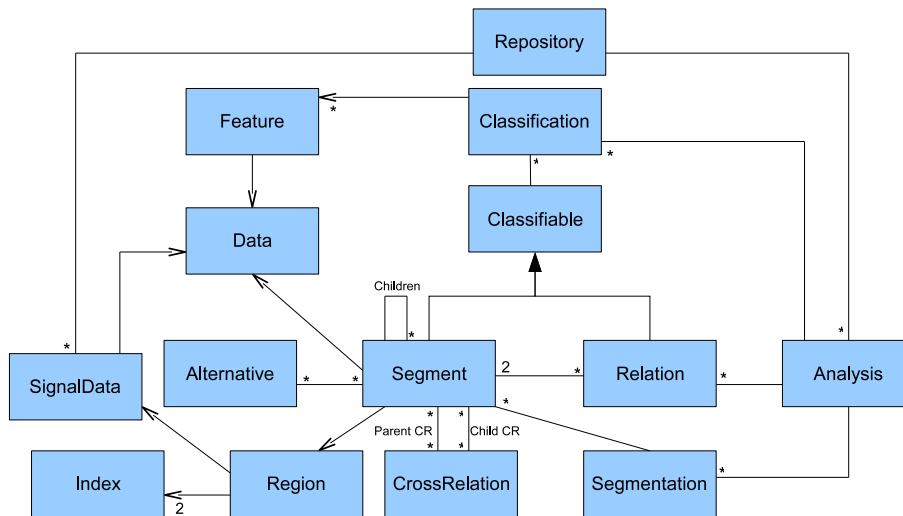 Repository
Feature
*
Classification
*
*
Classifiable
Data
Children
*
*
*
SignalData
Alternative
*
*
Segment
2
*
Relation
*
Analysis
*
*
*
Parent CR
Child CR
*
*
Index
2
Region
CrossRelation
Segmentation
*